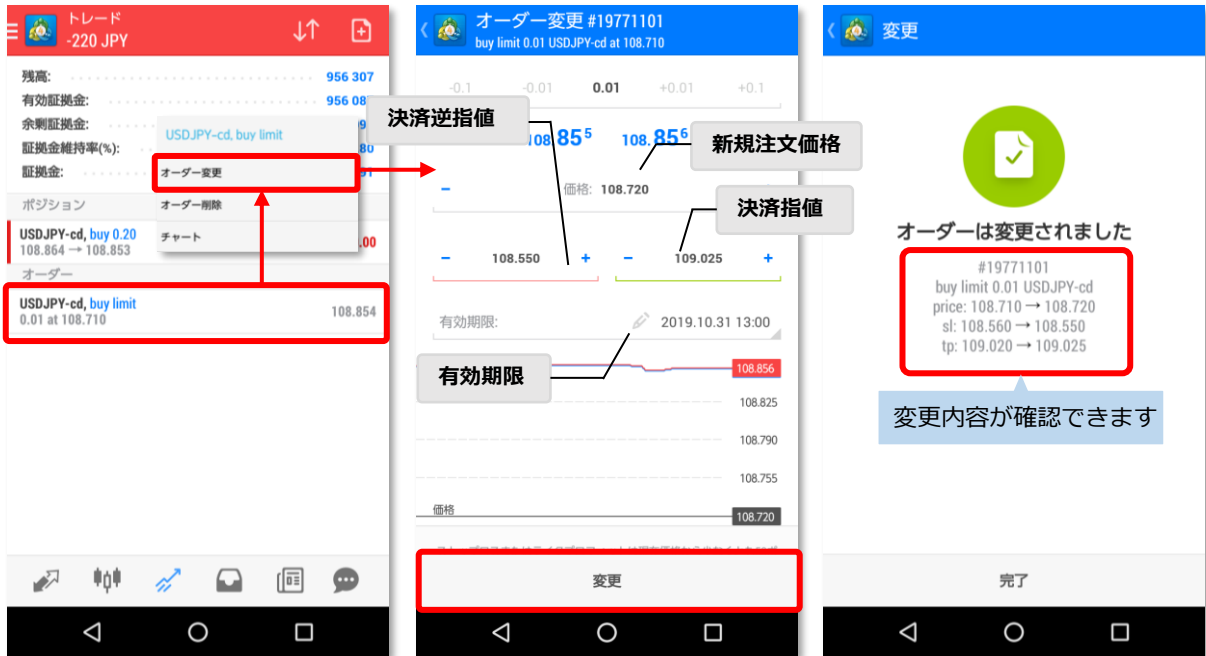 トレード
-220 JPY
残高: 956 307
有効証拠金:
余剰証拠金:
証拠金維持率(%):
証拠金:
USDJPY-cd, buy limit
オーダー変更
オーダー削除
チャート
ポジション
USDJPY-cd, buy 0.20
108.864 → 108.853
オーダー
USDJPY-cd, buy limit
0.01 at 108.710
108.854
オーダー変更 #19771101
buy limit 0.01 USDJPY-cd at 108.710
-0.1 -0.01 0.01 +0.01 +0.1
決済逆指値
108.855 108.856
新規注文価格
- 価格: 108.720
決済指値
- 108.550 + - 109.025 +
有効期限: 2019.10.31 13:00
有効期限
108.856
108.825
108.790
108.755
価格
108.720
変更
変更
オーダーは変更されました
#19771101
buy limit 0.01 USDJPY-cd
price: 108.710 → 108.720
sl: 108.560 → 108.550
tp: 109.020 → 109.025
変更内容が確認できます
完了